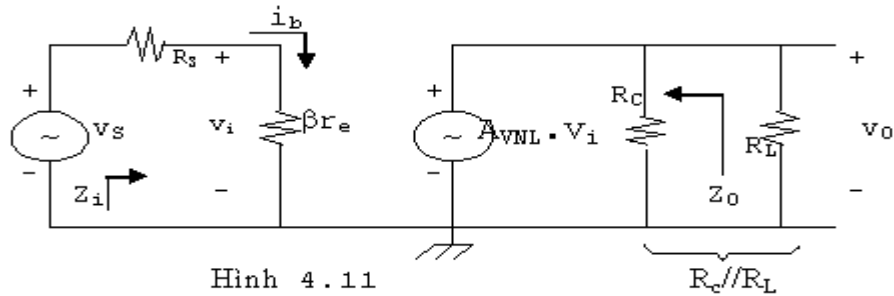 i_b
R_S
+
+
v_S
v_i
βr_e
-
-
Z_i
+
A_VNL.V_i
-
R_C
R_L
Z_O
+
v_O
-
R_c//R_L
Hình 4.11